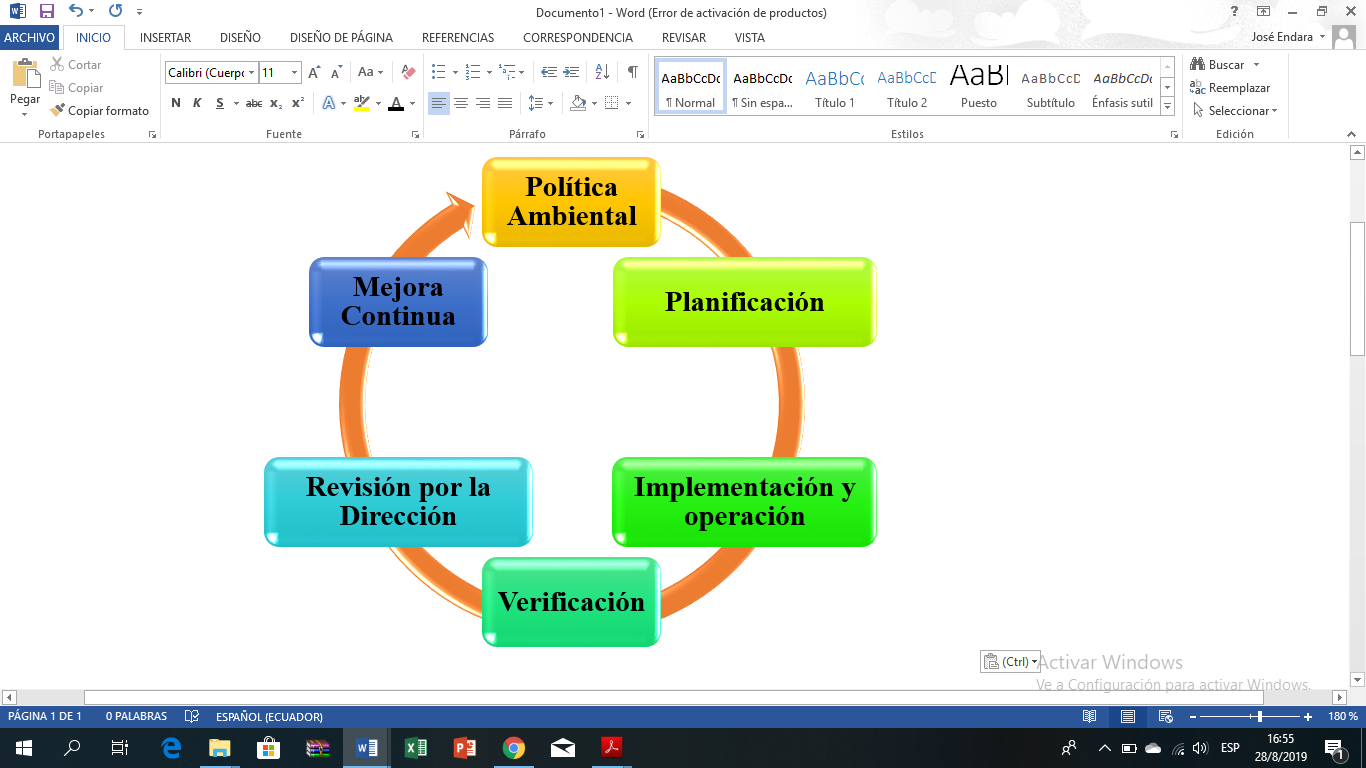 Documento1 - Word (Error de activación de productos)
ARCHIVO INICIO INSERTAR DISEÑO DISEÑO DE PÁGINA REFERENCIAS CORRESPONDENCIA REVISAR VISTA José Endara
Pegar
Cortar
Copiar
Copiar formato
Portapapeles
Calibri (Cuerpo 11
N K S abc x₂ x²
Fuente
Párrafo
AaBbCcDc AaBbCcDc AaBbCc AaBbCcD AaB AaBbCcD AaBbCcDc
¶ Normal ¶ Sin espa... Título 1 Título 2 Puesto Subtítulo Énfasis sutil
Estilos
Buscar
Reemplazar
Seleccionar
Edición
Política
Ambiental
Planificación
Implementación y
operación
Verificación
Revisión por la
Dirección
Mejora
Continua
(Ctrl)
Activar Windows
Ve a Configuración para activar Windows.
PÁGINA 1 DE 1 0 PALABRAS ESPAÑOL (ECUADOR) 180 %
ESP
16:55
28/8/2019
1